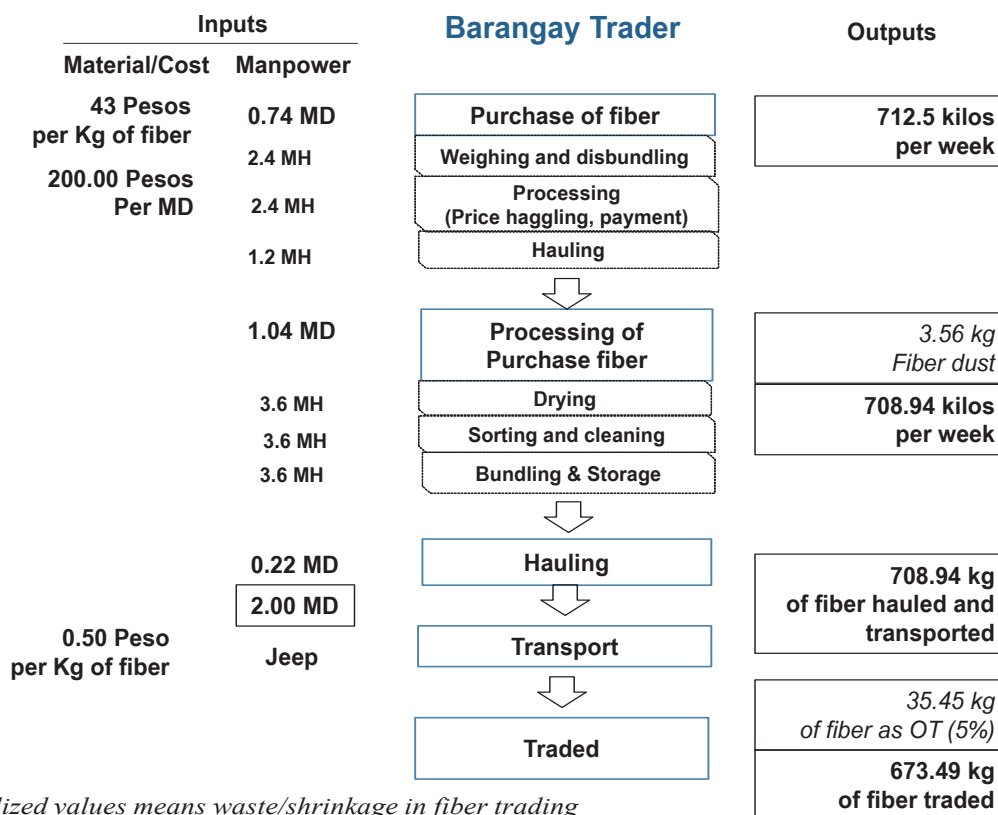 Inputs
Barangay Trader
Outputs
Material/Cost Manpower
43 Pesos
per Kg of fiber
0.74 MD
Purchase of fiber
712.5 kilos
per week
2.4 MH
Weighing and disbundling
200.00 Pesos
Per MD
2.4 MH
Processing
(Price haggling, payment)
1.2 MH
Hauling
1.04 MD
Processing of
Purchase fiber
3.56 kg
Fiber dust
3.6 MH
Drying
708.94 kilos
per week
3.6 MH
Sorting and cleaning
3.6 MH
Bundling & Storage
0.22 MD
Hauling
708.94 kg
of fiber hauled and
transported
2.00 MD
0.50 Peso
per Kg of fiber
Jeep
Transport
35.45 kg
of fiber as OT (5%)
Traded
673.49 kg
of fiber traded
values means waste/shrinkage in fiber trading